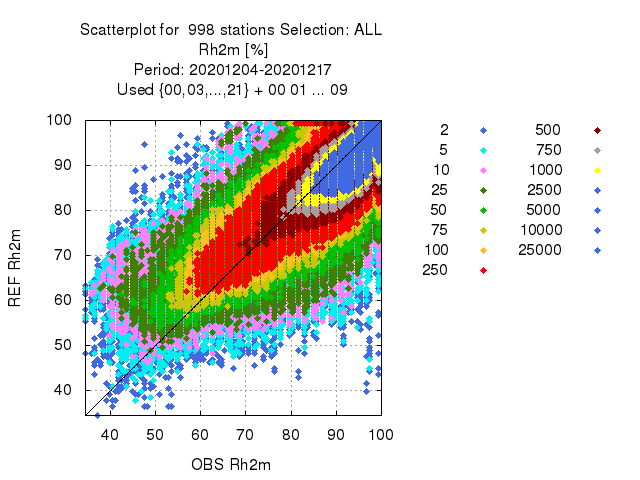 Scatterplot for  998 stations Selection: ALL
Rh2m [%]
Period: 20201204-20201217
Used {00,03,...,21} + 00 01 ... 09
100
90
80
70
60
50
40
REF Rh2m
40 50 60 70 80 90 100
OBS Rh2m
2 500
5 750
10 1000
25 2500
50 5000
75 10000
100 25000
250